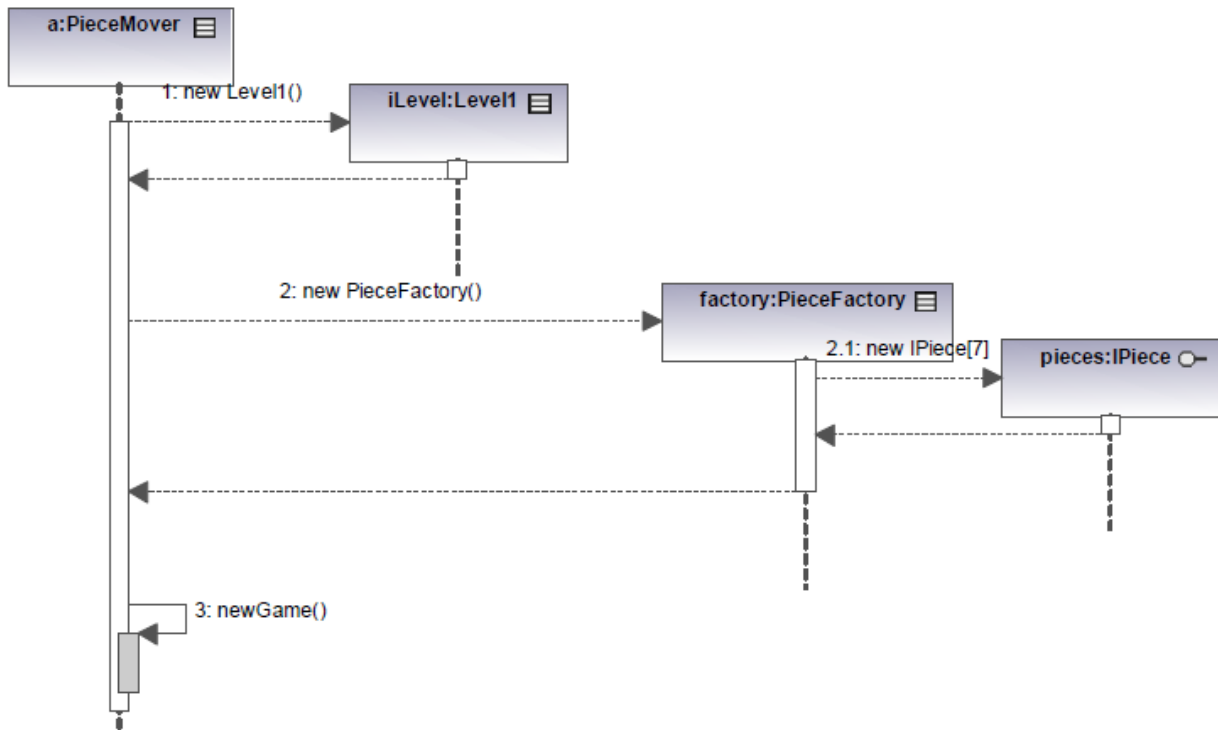 a:PieceMover
1: new Level1()
iLevel:Level1
2: new PieceFactory()
factory:PieceFactory
2.1: new IPiece[7]
pieces:IPiece
3: newGame()